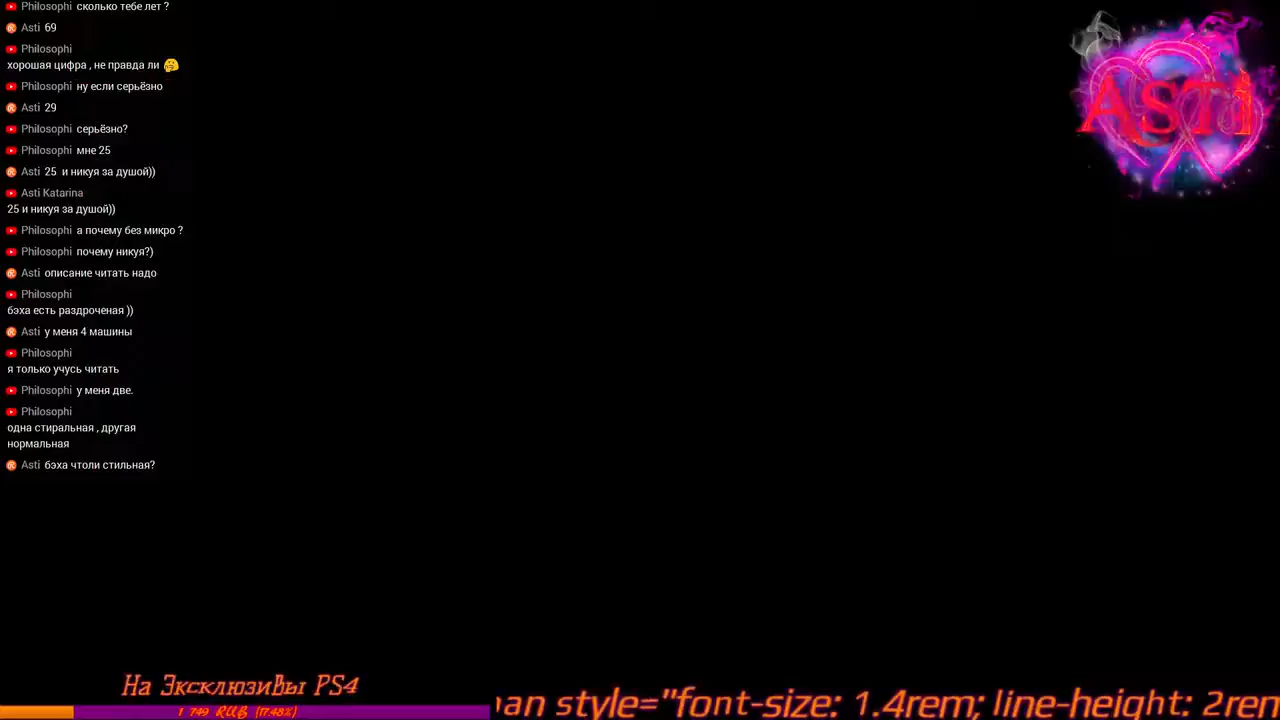 Philosophi сколько тебе лет ?
Asti 69
Philosophi
хорошая цифра , не правда ли 🤔
Philosophi ну если серьёзно
Asti 29
Philosophi серьёзно?
Philosophi мне 25
Asti 25 и никуя за душой))
Asti Katarina
25 и никуя за душой))
Philosophi а почему без микро ?
Philosophi почему никуя?)
Asti описание читать надо
Philosophi
бэха есть раздроченая ))
Asti у меня 4 машины
Philosophi
я только учусь читать
Philosophi у меня две.
Philosophi
одна стиральная , другая
нормальная
Asti бэха чтоли стильная?
ASTi
На ЭксклюзиВы PS4
1 749 RUB (17.48%)
an style="font-size: 1.4rem; line-height: 2ren